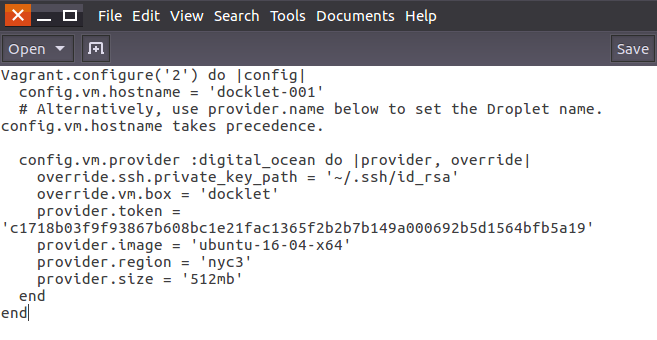 File Edit View Search Tools Documents Help
Open Save
Vagrant.configure('2') do |config|
  config.vm.hostname = 'docklet-001'
  # Alternatively, use provider.name below to set the Droplet name.
config.vm.hostname takes precedence.

  config.vm.provider :digital_ocean do |provider, override|
    override.ssh.private_key_path = '~/.ssh/id_rsa'
    override.vm.box = 'docklet'
    provider.token =
'c1718b03f9f93867b608bc1e21fac1365f2b2b7b149a000692b5d1564bfb5a19'
    provider.image = 'ubuntu-16-04-x64'
    provider.region = 'nyc3'
    provider.size = '512mb'
  end
end